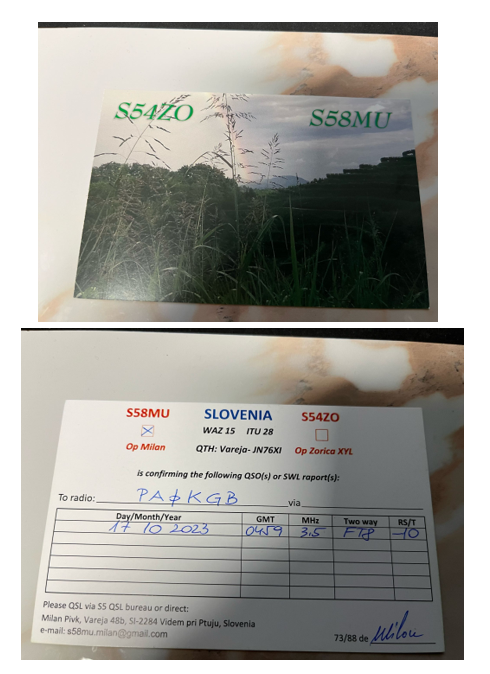 S54ZO S58MU
S58MU SLOVENIA S54ZO
WAZ 15 ITU 28
Op Milan QTH: Vareja- JN76XI Op Zorica XYL
is confirming the following QSO(s) or SWL raport(s):
To radio: PAϕKGB via
Day/Month/Year GMT MHz Two way RS/T
17 10 2023 0459 3.5 FT8 -10
Please QSL via S5 QSL bureau or direct:
Milan Pivk, Vareja 48b, SI-2284 Videm pri Ptuju, Slovenia
e-mail: s58mu.milan@gmail.com
73/88 de Milan